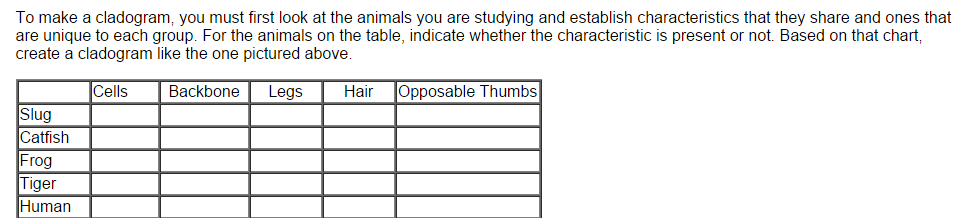 To make a cladogram, you must first look at the animals you are studying and establish characteristics that they share and ones that
are unique to each group. For the animals on the table, indicate whether the characteristic is present or not. Based on that chart,
create a cladogram like the one pictured above.
Cells Backbone Legs Hair Opposable Thumbs
Slug
Catfish
Frog
Tiger
Human